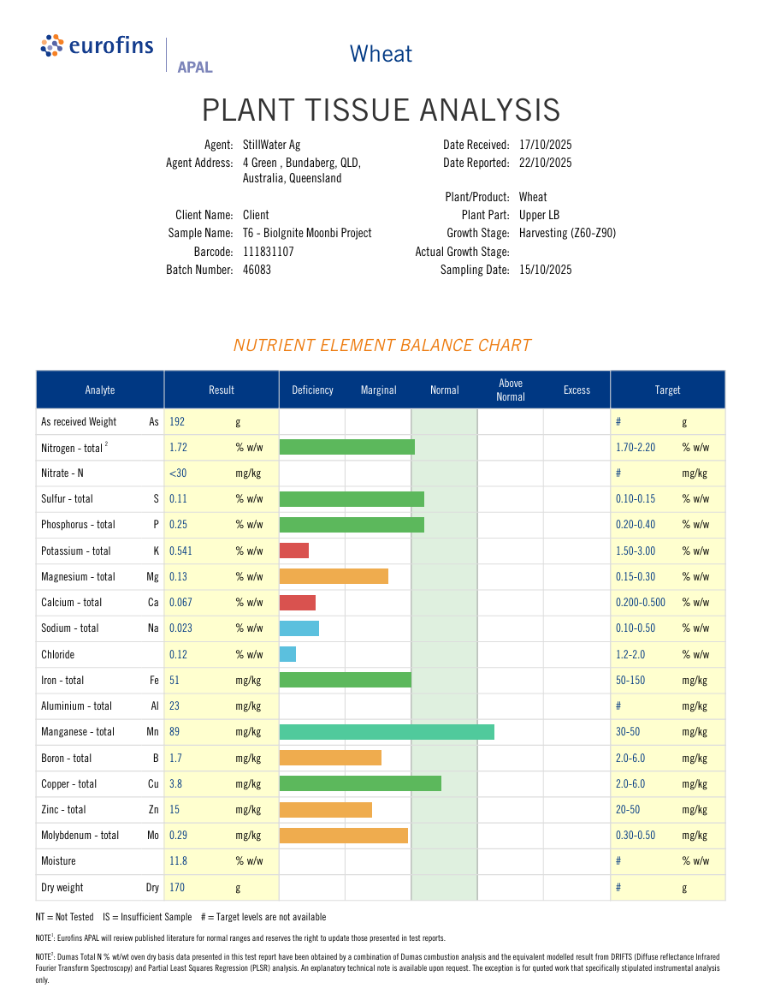 eurofins
APAL
Wheat
PLANT TISSUE ANALYSIS
Agent: StillWater Ag
Agent Address: 4 Green , Bundaberg, QLD,
Australia, Queensland
Client Name: Client
Sample Name: T6 - BioIgnite Moonbi Project
Barcode: 111831107
Batch Number: 46083
Date Received: 17/10/2025
Date Reported: 22/10/2025
Plant/Product: Wheat
Plant Part: Upper LB
Growth Stage: Harvesting (Z60-Z90)
Actual Growth Stage:
Sampling Date: 15/10/2025
NUTRIENT ELEMENT BALANCE CHART
Analyte Result Deficiency Marginal Normal Above Normal Excess Target
As received Weight As 192 g # g
Nitrogen - total ² 1.72 % w/w 1.70-2.20 % w/w
Nitrate - N <30 mg/kg # mg/kg
Sulfur - total S 0.11 % w/w 0.10-0.15 % w/w
Phosphorus - total P 0.25 % w/w 0.20-0.40 % w/w
Potassium - total K 0.541 % w/w 1.50-3.00 % w/w
Magnesium - total Mg 0.13 % w/w 0.15-0.30 % w/w
Calcium - total Ca 0.067 % w/w 0.200-0.500 % w/w
Sodium - total Na 0.023 % w/w 0.10-0.50 % w/w
Chloride 0.12 % w/w 1.2-2.0 % w/w
Iron - total Fe 51 mg/kg 50-150 mg/kg
Aluminium - total Al 23 mg/kg # mg/kg
Manganese - total Mn 89 mg/kg 30-50 mg/kg
Boron - total B 1.7 mg/kg 2.0-6.0 mg/kg
Copper - total Cu 3.8 mg/kg 2.0-6.0 mg/kg
Zinc - total Zn 15 mg/kg 20-50 mg/kg
Molybdenum - total Mo 0.29 mg/kg 0.30-0.50 mg/kg
Moisture 11.8 % w/w # % w/w
Dry weight Dry 170 g # g
NT = Not Tested IS = Insufficient Sample # = Target levels are not available
NOTE¹: Eurofins APAL will review published literature for normal ranges and reserves the right to update those presented in test reports.
NOTE²: Dumas Total N % wt/wt oven dry basis data presented in this test report have been obtained by a combination of Dumas combustion analysis and the equivalent modelled result from DRIFTS (Diffuse reflectance Infrared
Fourier Transform Spectroscopy) and Partial Least Squares Regression (PLSR) analysis. An explanatory technical note is available upon request. The exception is for quoted work that specifically stipulated instrumental analysis
only.